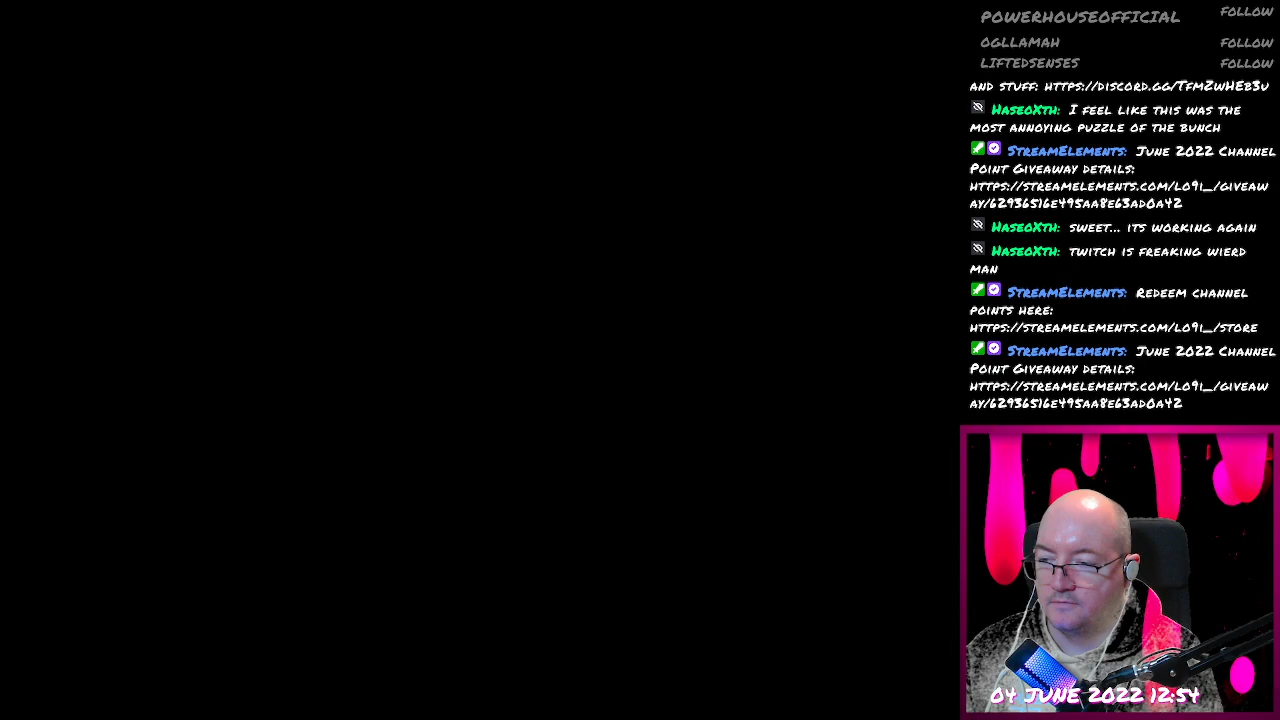 POWERHOUSEOFFICIAL FOLLOW
OGLLAMAH FOLLOW
LIFTEDSENSES FOLLOW
AND STUFF: HTTPS://DISCORD.GG/TFMZWHEB3U
HASEOXTH: I FEEL LIKE THIS WAS THE
MOST ANNOYING PUZZLE OF THE BUNCH
STREAMELEMENTS: JUNE 2022 CHANNEL
POINT GIVEAWAY DETAILS:
HTTPS://STREAMELEMENTS.COM/LO9I_/GIVEAW
AY/62936516E495AA8E63AD0A42
HASEOXTH: SWEET... ITS WORKING AGAIN
HASEOXTH: TWITCH IS FREAKING WIERD
MAN
STREAMELEMENTS: REDEEM CHANNEL
POINTS HERE:
HTTPS://STREAMELEMENTS.COM/LO9I_/STORE
STREAMELEMENTS: JUNE 2022 CHANNEL
POINT GIVEAWAY DETAILS:
HTTPS://STREAMELEMENTS.COM/LO9I_/GIVEAW
AY/62936516E495AA8E63AD0A42
04 JUNE 2022 12:54